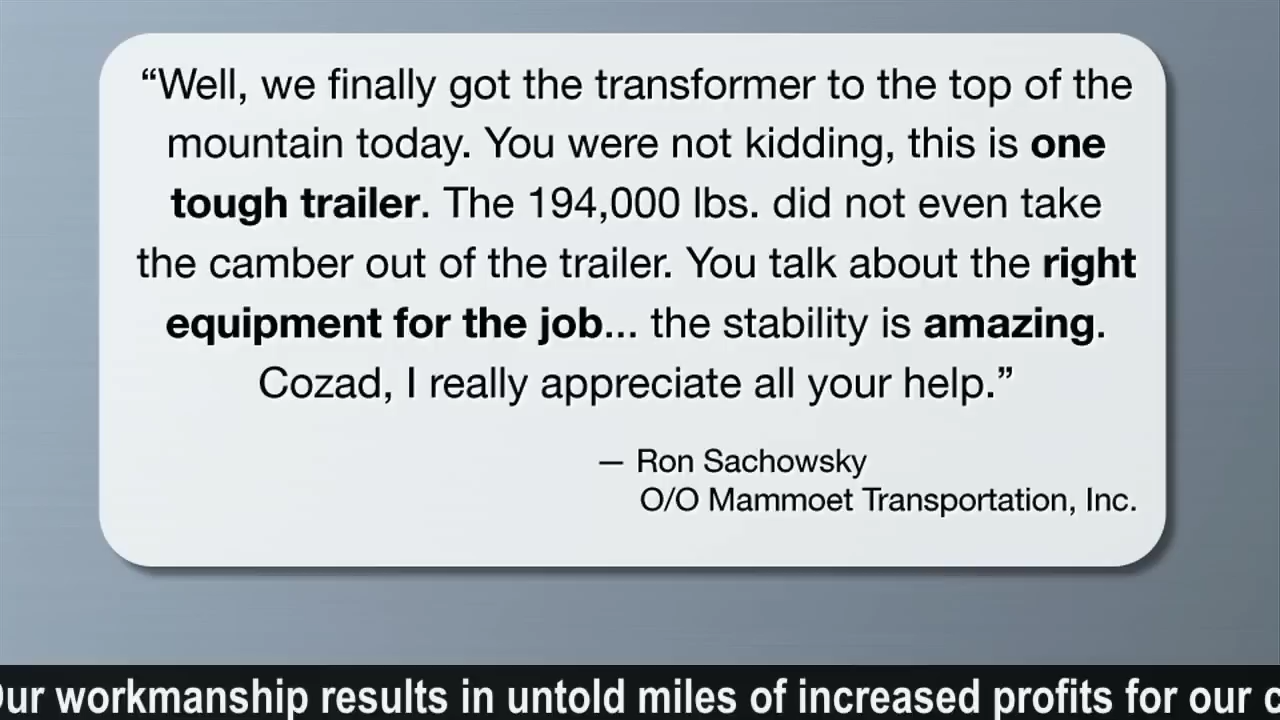 “Well, we finally got the transformer to the top of the
mountain today. You were not kidding, this is one
tough trailer. The 194,000 lbs. did not even take
the camber out of the trailer. You talk about the right
equipment for the job... the stability is amazing.
Cozad, I really appreciate all your help.”
— Ron Sachowsky
O/O Mammoet Transportation, Inc.
Our workmanship results in untold miles of increased profits for our